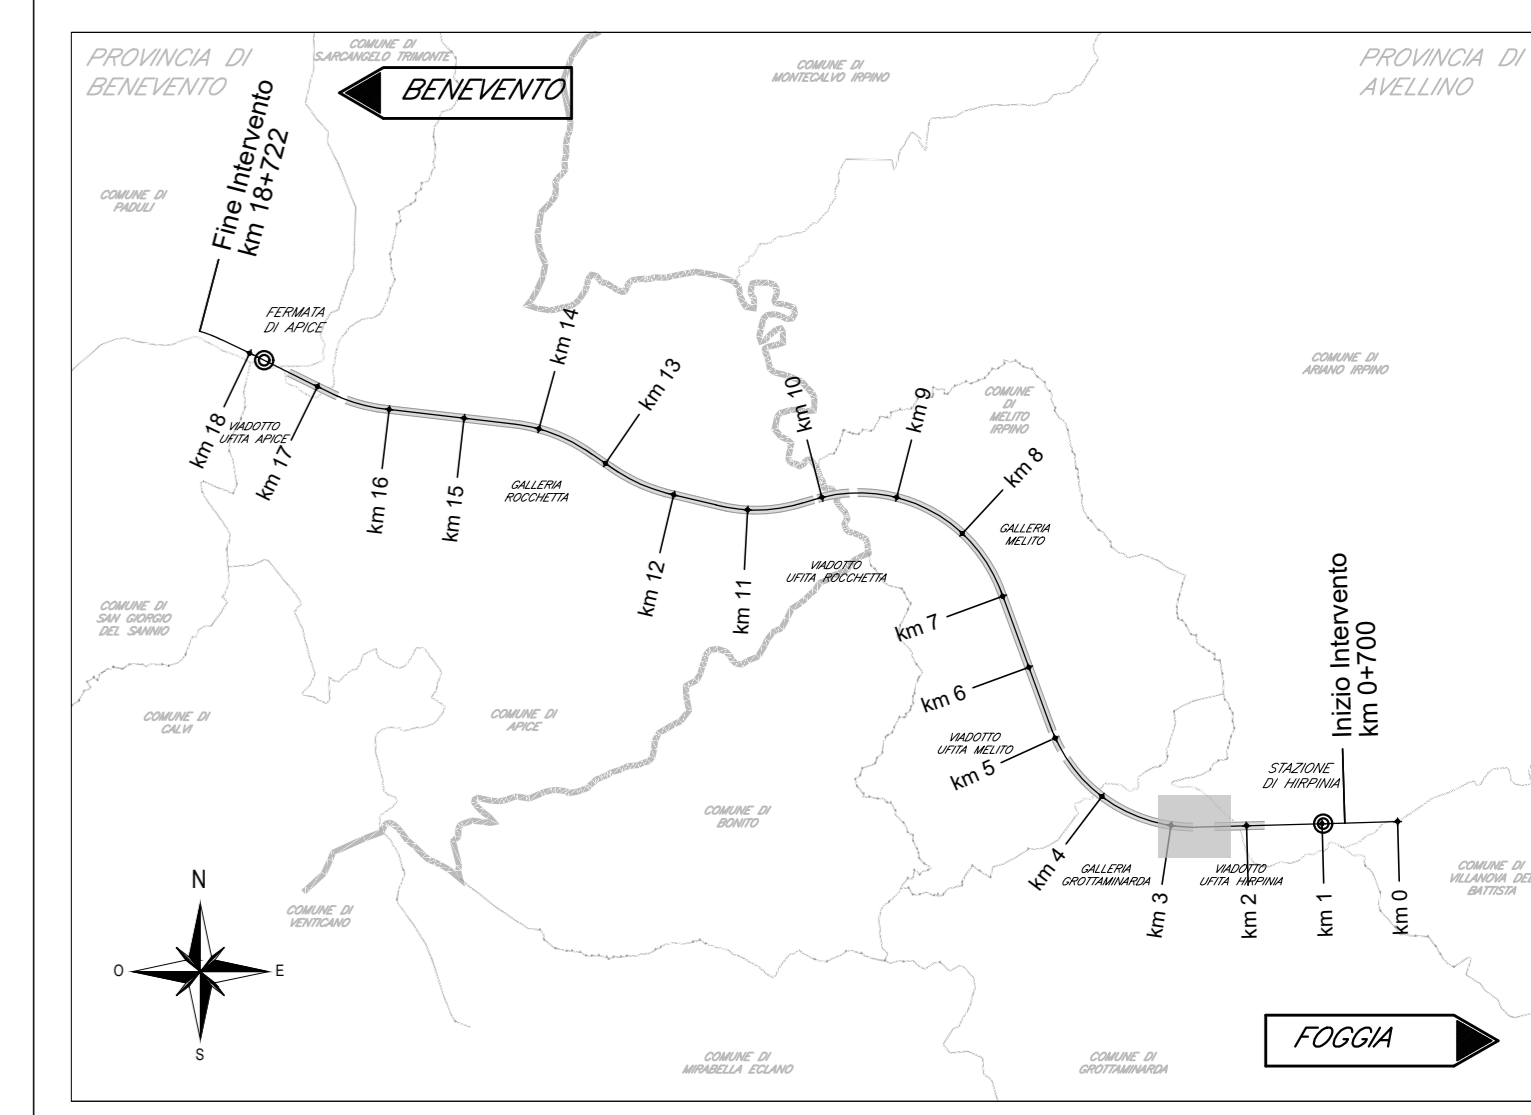 PROVINCIA DI
BENEVENTO
COMUNE DI
S.ARCANGELO TRIMONTE
BENEVENTO
COMUNE DI
MONTECALVO IRPINO
PROVINCIA DI
AVELLINO
Fine Intervento
km 18+722
COMUNE DI
PADULI
FERMATA
DI APICE
km 14
km 13
km 10
km 9
COMUNE DI
ARIANO IRPINO
COMUNE
DI
MELITO
IRPINO
km 18
VIADOTTO
UFITA APICE
km 17
km 16
km 15
GALLERIA
ROCCHETTA
km 8
GALLERIA
MELITO
km 12
km 11
VIADOTTO
UFITA ROCCHETTA
COMUNE DI
SAN GIORGIO
DEL SANNIO
km 7
Inizio Intervento
km 0+700
km 6
COMUNE DI
CALVI
COMUNE DI
APICE
VIADOTTO
UFITA MELITO
km 5
STAZIONE
DI HIRPINIA
COMUNE DI
BONITO
km 4
GALLERIA
GROTTAMINARDA
VIADOTTO
UFITA HIRPINIA
COMUNE DI
VILLANOVA DEL
BATTISTA
km 3
km 2
km 1
km 0
COMUNE DI
VENTICANO
N
O
E
S
FOGGIA
COMUNE DI
MIRABELLA ECLANO
COMUNE DI
GROTTAMINARDA